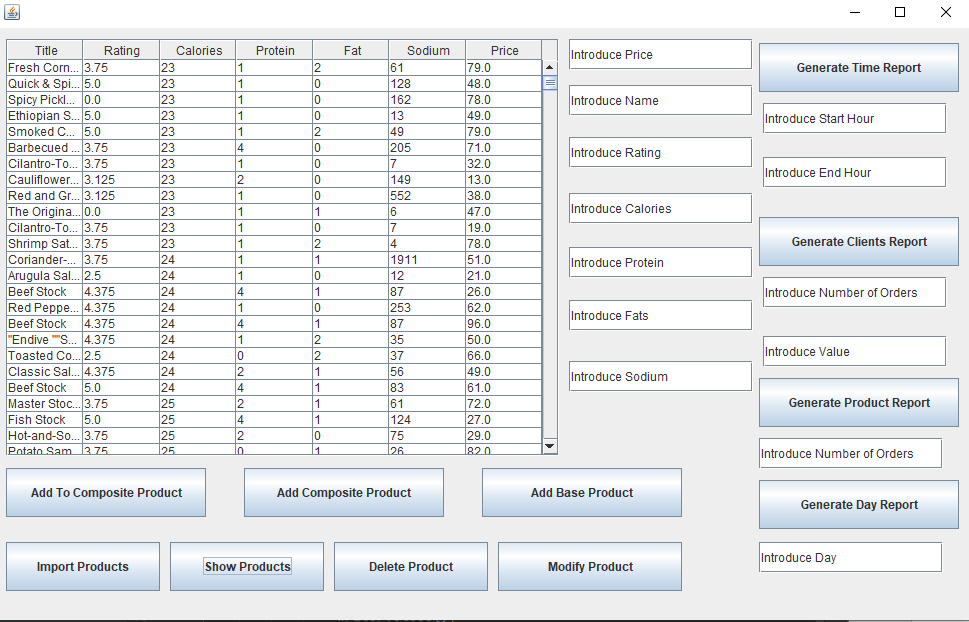 Title Rating Calories Protein Fat Sodium Price
Fresh Corn... 3.75 23 1 2 61 79.0
Quick & Spi... 5.0 23 1 0 128 48.0
Spicy Pickl... 0.0 23 1 0 162 78.0
Ethiopian S... 5.0 23 1 0 13 49.0
Smoked C... 5.0 23 1 2 49 79.0
Barbecued ... 3.75 23 4 0 205 71.0
Cilantro-To... 3.75 23 1 0 7 32.0
Cauliflower... 3.125 23 2 0 149 13.0
Red and Gr... 3.125 23 1 0 552 38.0
The Origina... 0.0 23 1 1 6 47.0
Cilantro-To... 3.75 23 1 0 7 19.0
Shrimp Sat... 3.75 23 1 2 4 78.0
Coriander-... 3.75 24 1 1 1911 51.0
Arugula Sal... 2.5 24 1 0 12 21.0
Beef Stock 4.375 24 4 1 87 26.0
Red Peppe... 4.375 24 1 0 253 62.0
Beef Stock 4.375 24 4 1 87 96.0
"Endive ""S... 4.375 24 1 2 35 50.0
Toasted Co... 2.5 24 0 2 37 66.0
Classic Sal... 4.375 24 2 1 56 49.0
Beef Stock 5.0 24 4 1 83 61.0
Master Stoc... 3.75 25 2 1 61 72.0
Fish Stock 5.0 25 4 1 124 27.0
Hot-and-So... 3.75 25 2 0 75 29.0
Potato Sam... 3.75 25 0 1 26 82.0
Introduce Price
Introduce Name
Introduce Rating
Introduce Calories
Introduce Protein
Introduce Fats
Introduce Sodium
Generate Time Report
Introduce Start Hour
Introduce End Hour
Generate Clients Report
Introduce Number of Orders
Introduce Value
Generate Product Report
Introduce Number of Orders
Generate Day Report
Introduce Day
Add To Composite Product
Add Composite Product
Add Base Product
Import Products
Show Products
Delete Product
Modify Product